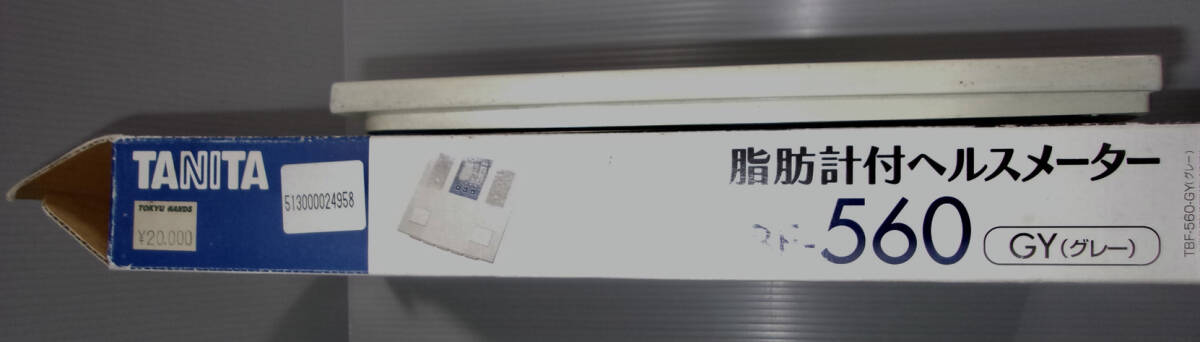 TANITA
TOKYU HANDS
¥20,000
513000024958
脂肪計付ヘルスメーター
560
GY(グレー)
TBF-560-GY(グレー)